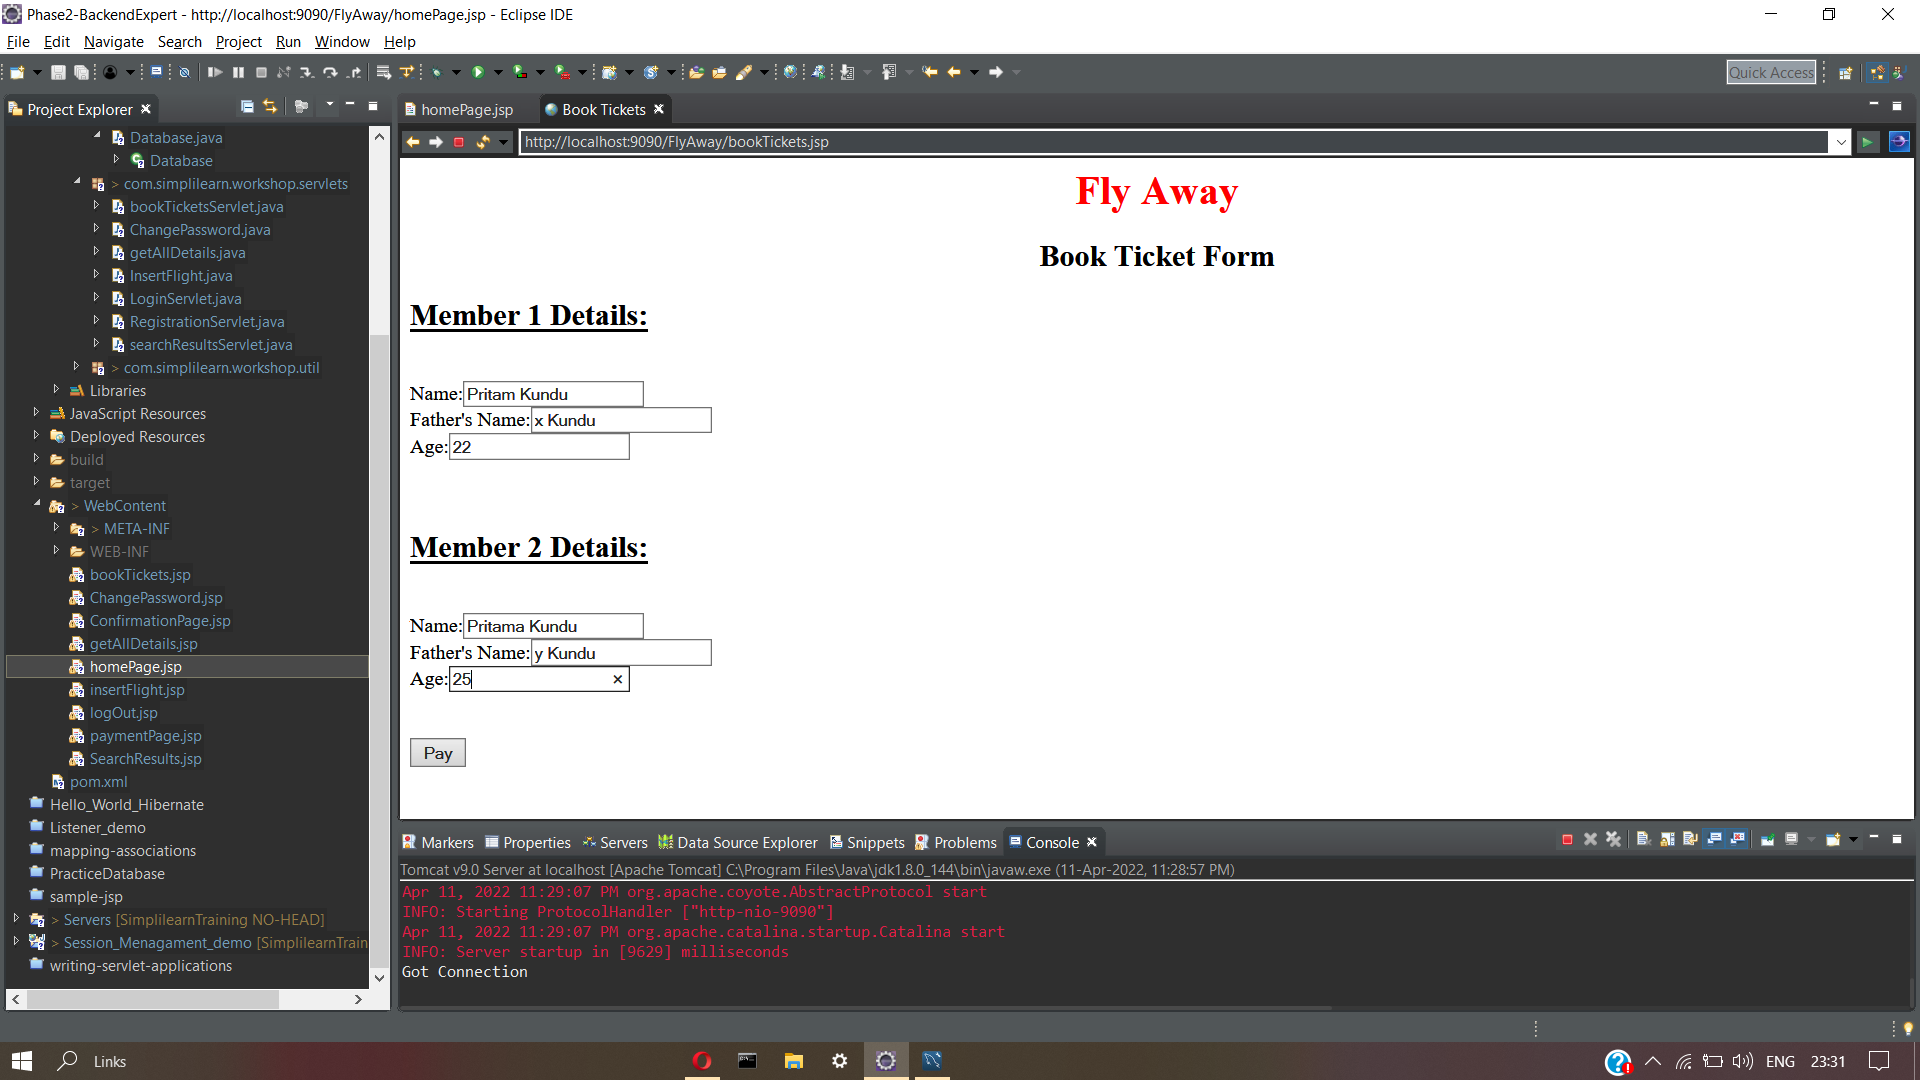 Phase2-BackendExpert - http://localhost:9090/FlyAway/homePage.jsp - Eclipse IDE
File Edit Navigate Search Project Run Window Help
Quick Access
Project Explorer
Database.java
Database
> com.simplilearn.workshop.servlets
bookTicketsServlet.java
ChangePassword.java
getAllDetails.java
InsertFlight.java
LoginServlet.java
RegistrationServlet.java
searchResultsServlet.java
> com.simplilearn.workshop.util
Libraries
JavaScript Resources
Deployed Resources
build
target
> WebContent
> META-INF
WEB-INF
bookTickets.jsp
ChangePassword.jsp
ConfirmationPage.jsp
getAllDetails.jsp
homePage.jsp
insertFlight.jsp
logOut.jsp
paymentPage.jsp
SearchResults.jsp
pom.xml
Hello_World_Hibernate
Listener_demo
mapping-associations
PracticeDatabase
sample-jsp
> Servers [SimplilearnTraining NO-HEAD]
> Session_Menagament_demo [SimplilearnTrain
writing-servlet-applications
homePage.jsp
Book Tickets
http://localhost:9090/FlyAway/bookTickets.jsp
Fly Away
Book Ticket Form
Member 1 Details:
Name: Pritam Kundu
Father's Name: x Kundu
Age: 22
Member 2 Details:
Name: Pritama Kundu
Father's Name: y Kundu
Age: 25
Pay
Markers Properties Servers Data Source Explorer Snippets Problems Console
Tomcat v9.0 Server at localhost [Apache Tomcat] C:\Program Files\Java\jdk1.8.0_144\bin\javaw.exe (11-Apr-2022, 11:28:57 PM)
Apr 11, 2022 11:29:07 PM org.apache.coyote.AbstractProtocol start
INFO: Starting ProtocolHandler ["http-nio-9090"]
Apr 11, 2022 11:29:07 PM org.apache.catalina.startup.Catalina start
INFO: Server startup in [9629] milliseconds
Got Connection
Links
ENG 23:31